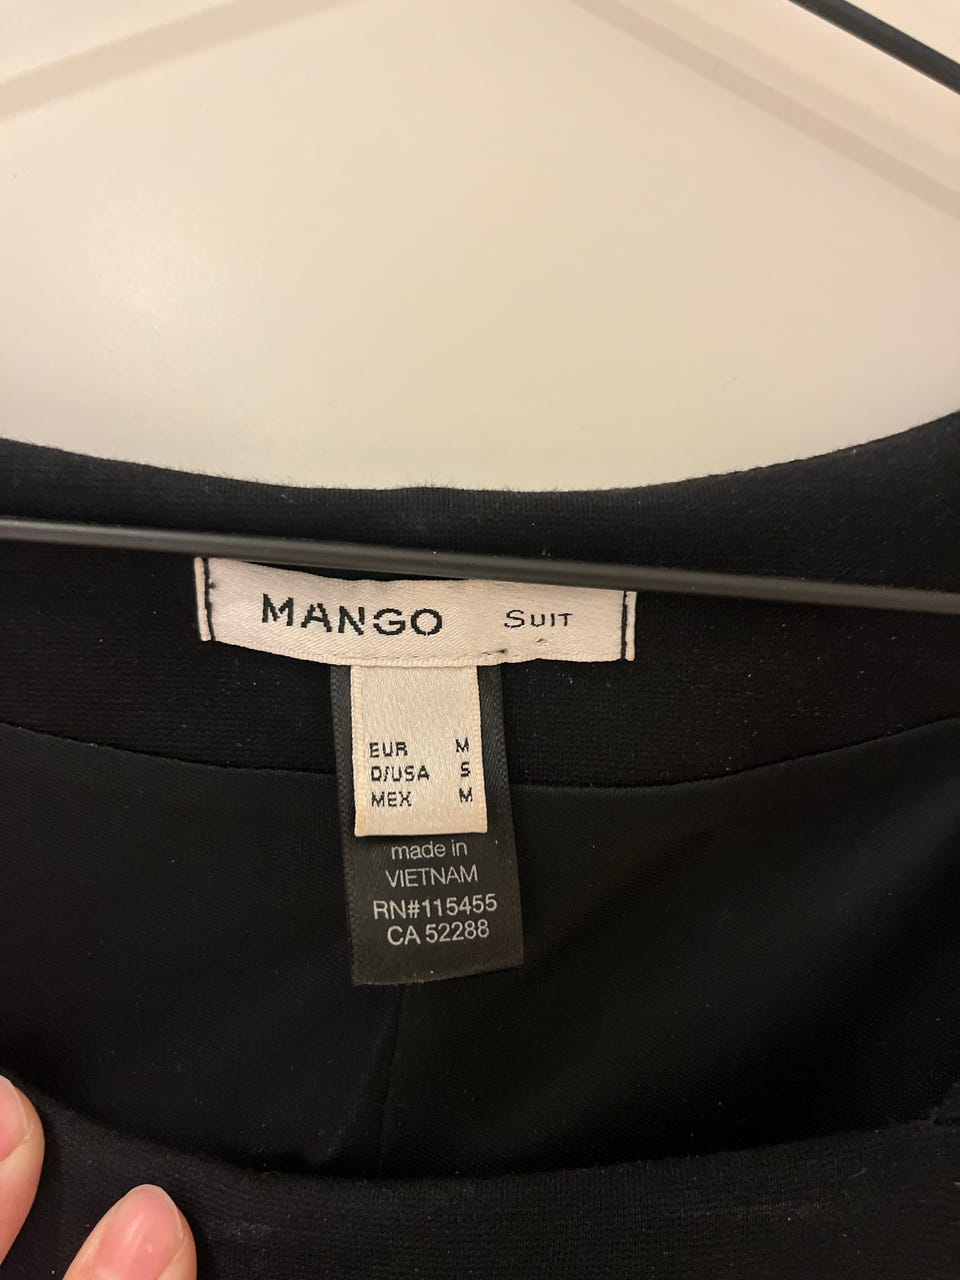 MANGO SUIT
EUR M
D/USA S
MEX M
made in
VIETNAM
RN#115455
CA 52288